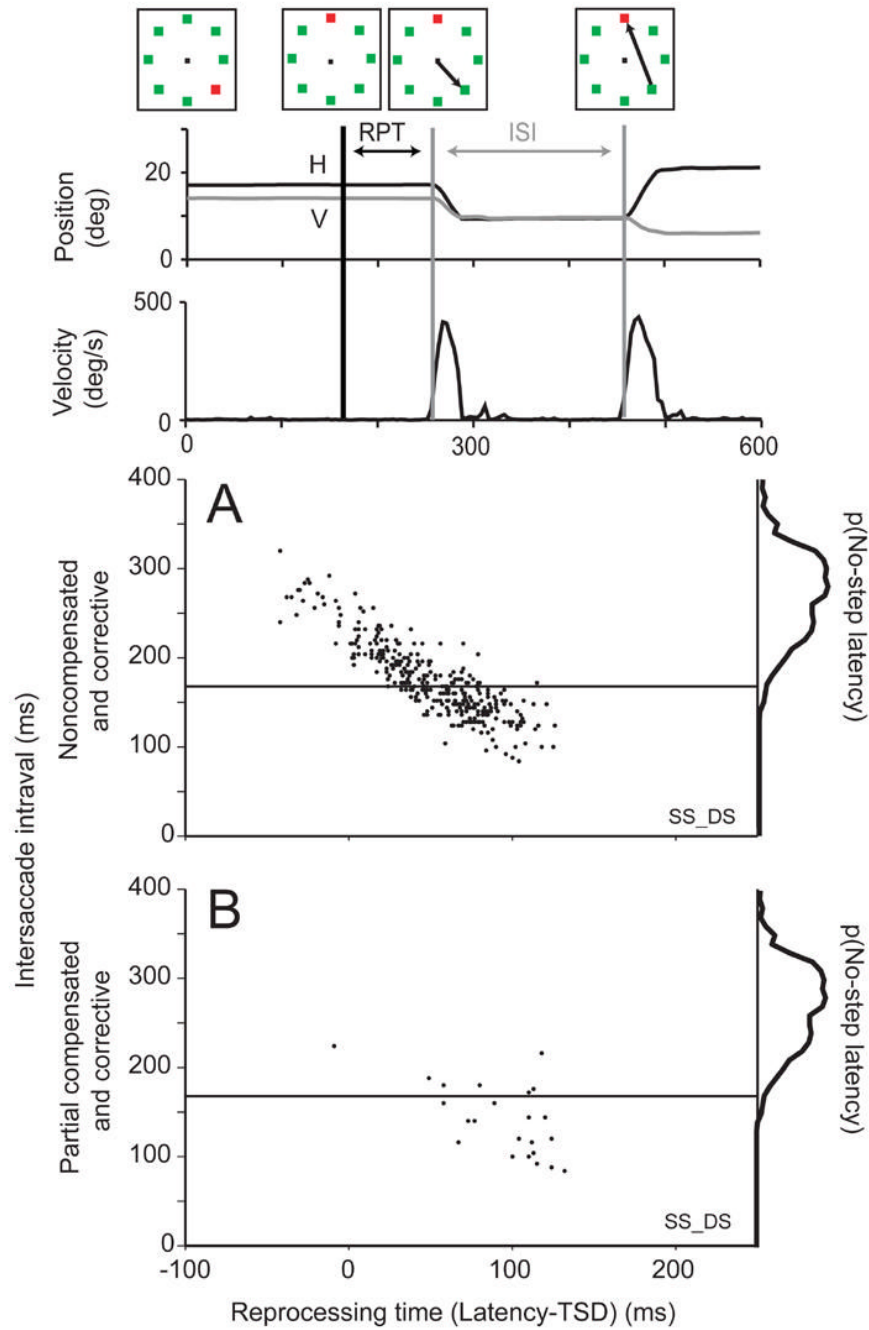 RPT
ISI
H
V
20
0
Position
(deg)
500
0
Velocity
(deg/s)
0
300
600
A
400
300
200
100
0
Noncompensated
and corrective
SS_DS
p(No-step latency)
Intersaccade intraval (ms)
B
400
300
200
100
0
Partial compensated
and corrective
SS_DS
p(No-step latency)
-100
0
100
200
Reprocessing time (Latency-TSD) (ms)